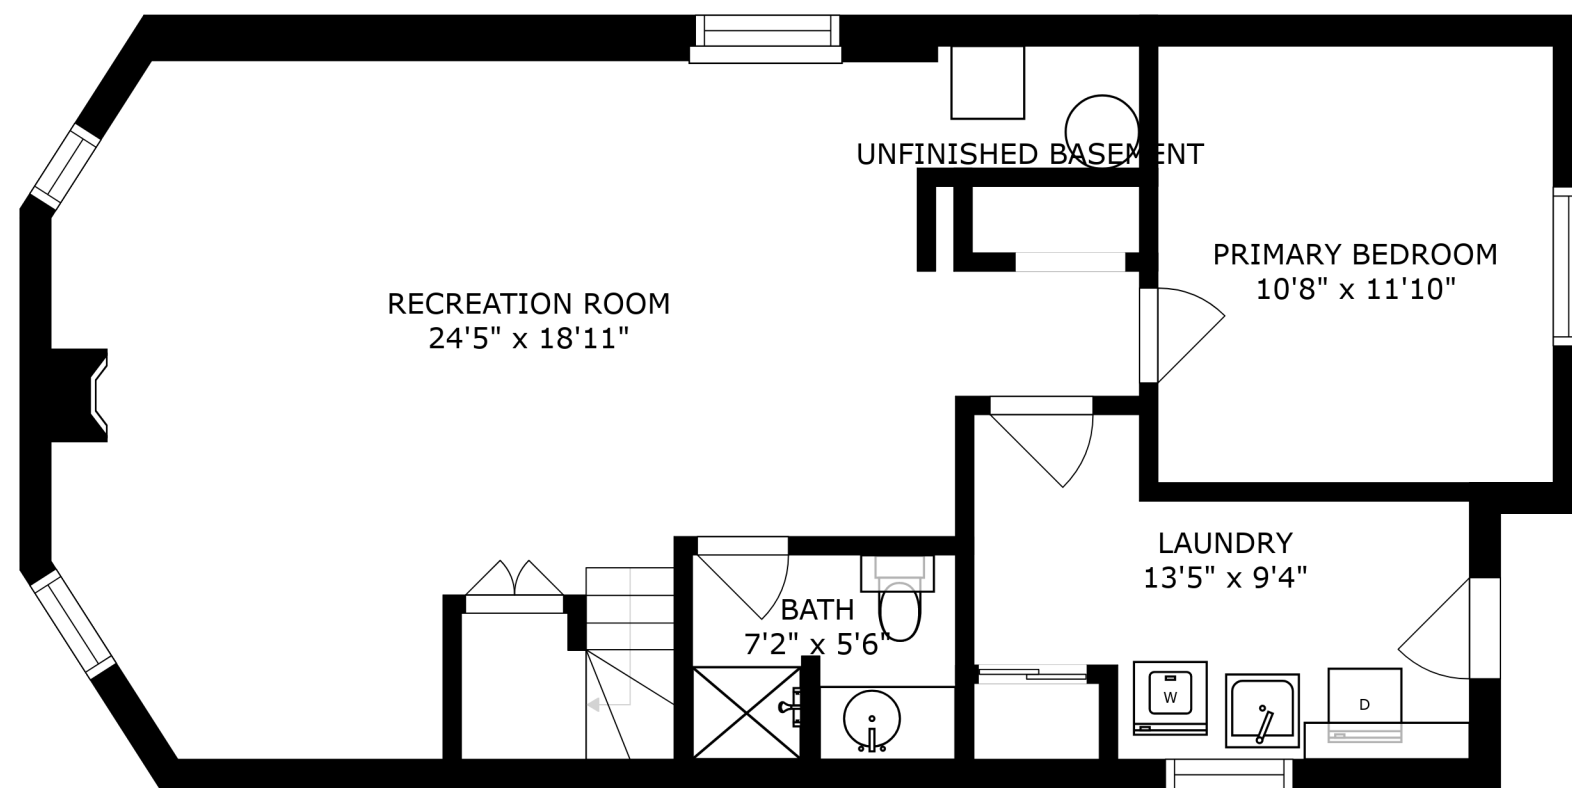 UNFINISHED BASEMENT
PRIMARY BEDROOM
10'8" x 11'10"
RECREATION ROOM
24'5" x 18'11"
LAUNDRY
13'5" x 9'4"
BATH
7'2" x 5'6"
W
D